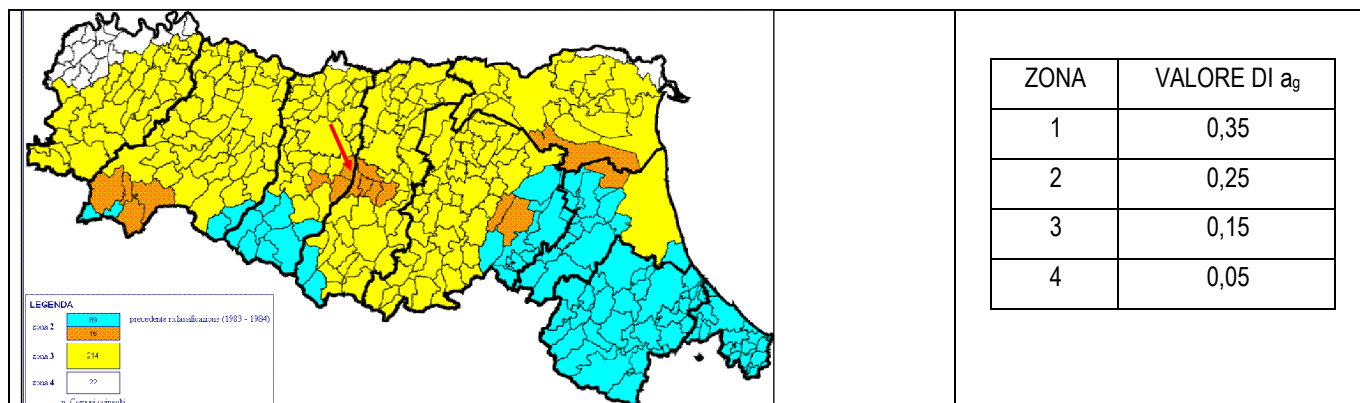 LEGENDA
zona 2
89
16
precedente riclassificazione (1983 - 1984)
zona 3
214
zona 4
22
ZONA VALORE DI ag
1 0,35
2 0,25
3 0,15
4 0,05